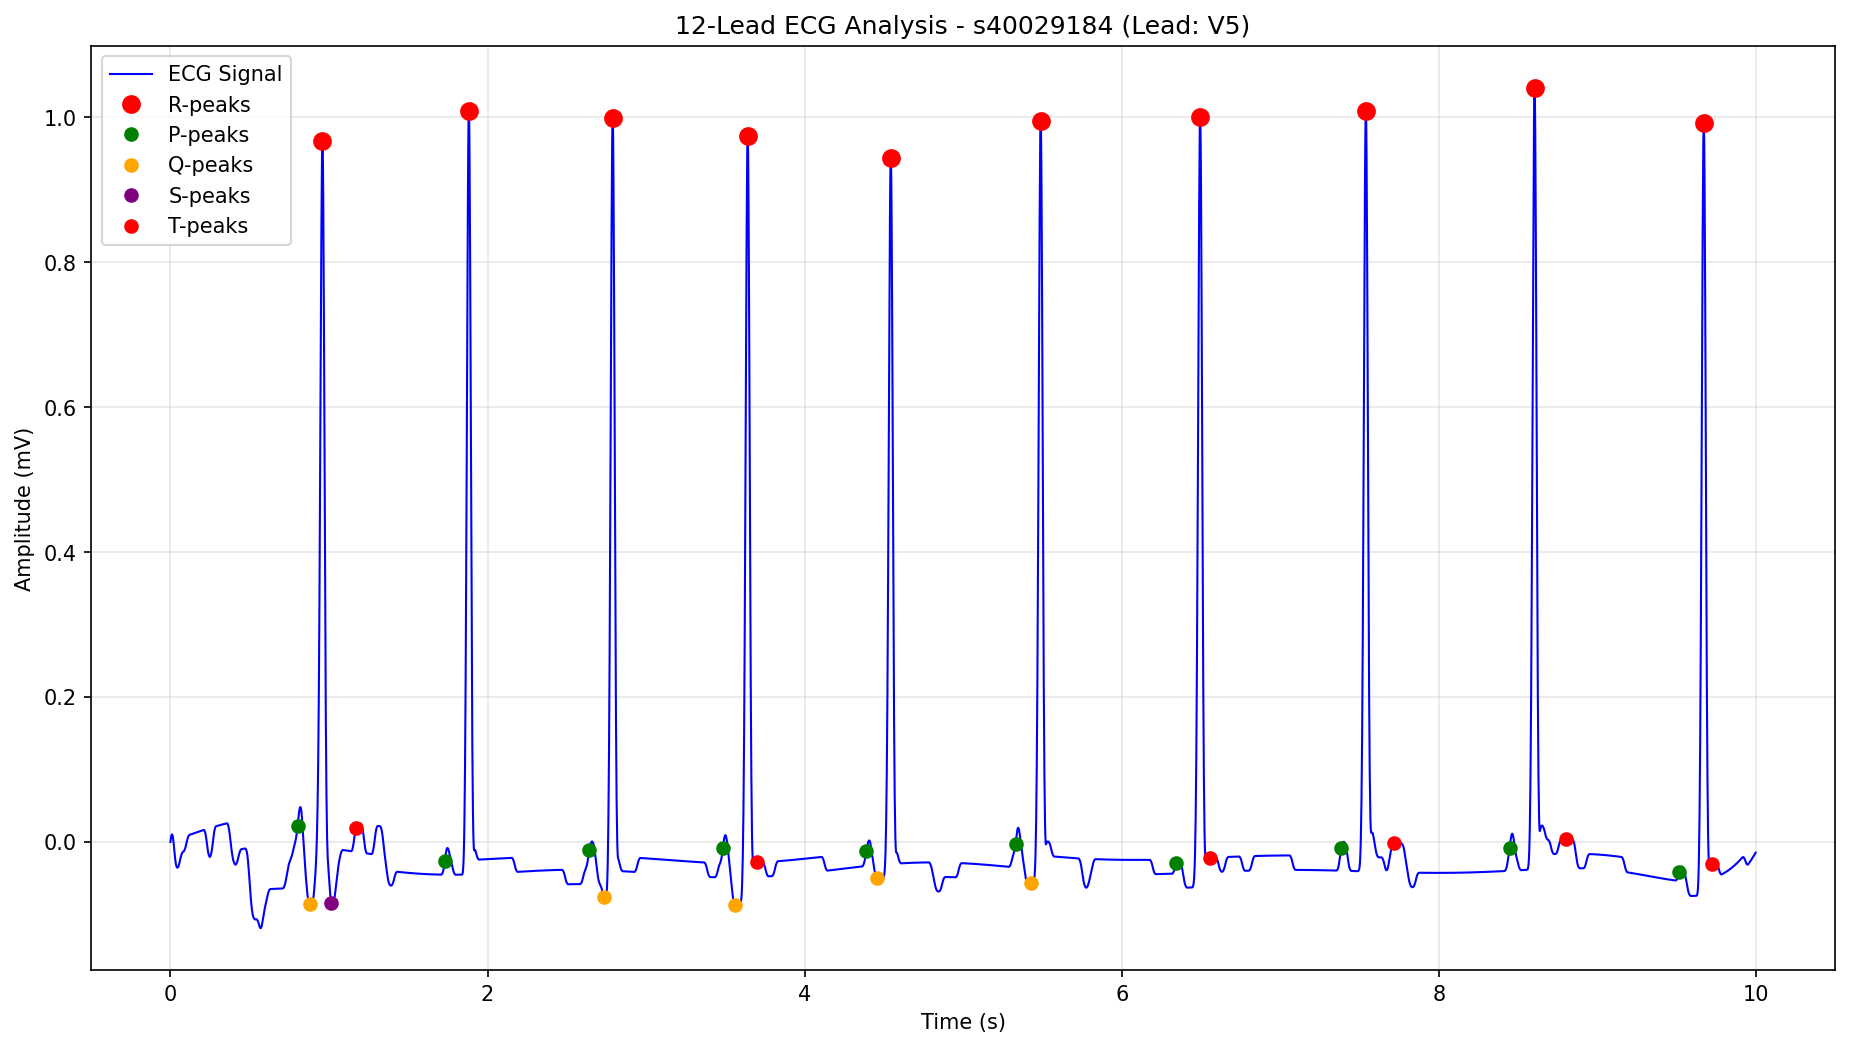 12-Lead ECG Analysis - s40029184 (Lead: V5)
ECG Signal
R-peaks
P-peaks
Q-peaks
S-peaks
T-peaks
Amplitude (mV)
1.0
0.8
0.6
0.4
0.2
0.0
0
2
4
6
8
10
Time (s)